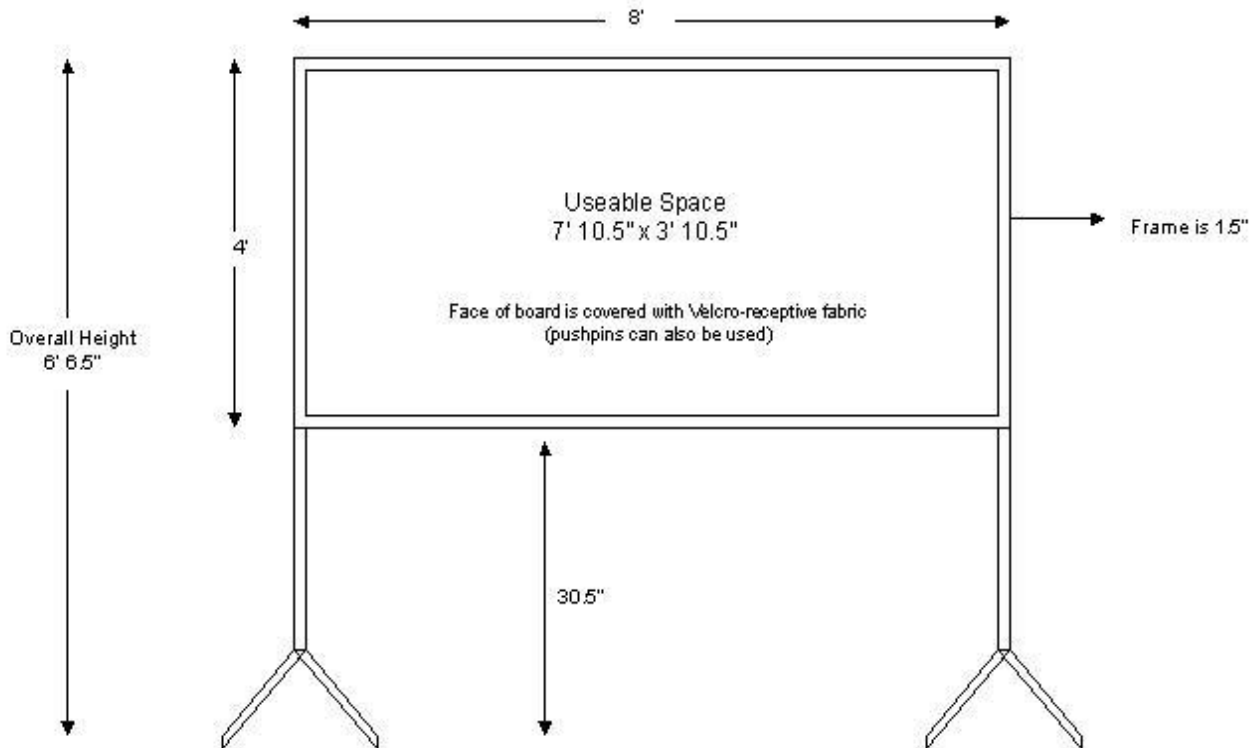 8'
4'
Useable Space
7' 10.5" x 3' 10.5"
Frame is 1.5"
Face of board is covered with Velcro-receptive fabric
(pushpins can also be used)
Overall Height
6' 6.5"
30.5"